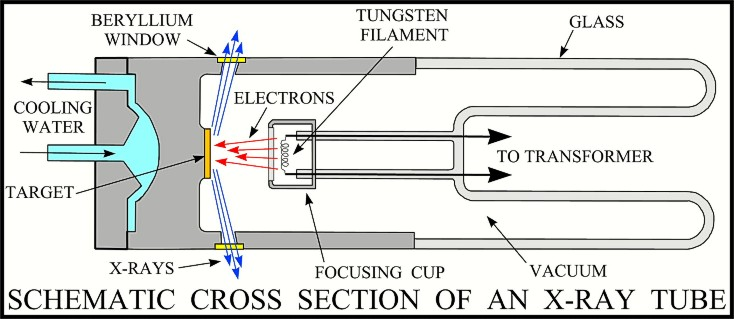 BERYLLIUM
WINDOW
TUNGSTEN
FILAMENT
GLASS
COOLING
WATER
ELECTRONS
TO TRANSFORMER
TARGET
X-RAYS
FOCUSING CUP
VACUUM
SCHEMATIC CROSS SECTION OF AN X-RAY TUBE